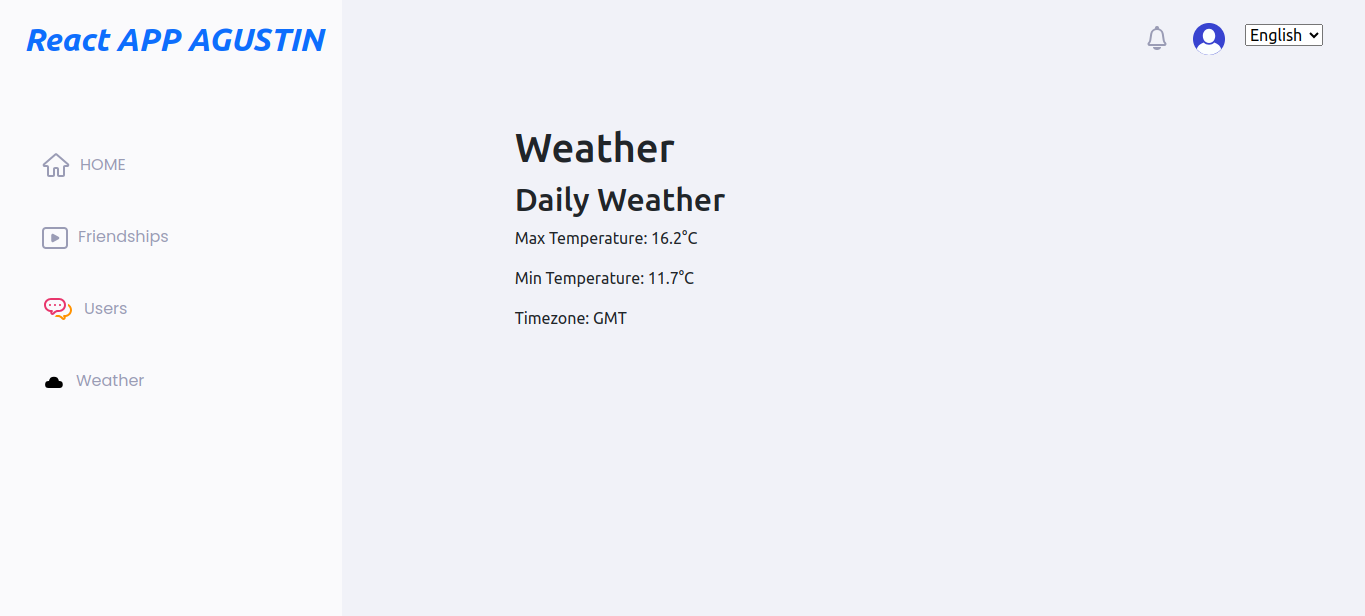 React APP AGUSTIN
English
HOME
Friendships
Users
Weather
Weather
Daily Weather
Max Temperature: 16.2°C
Min Temperature: 11.7°C
Timezone: GMT